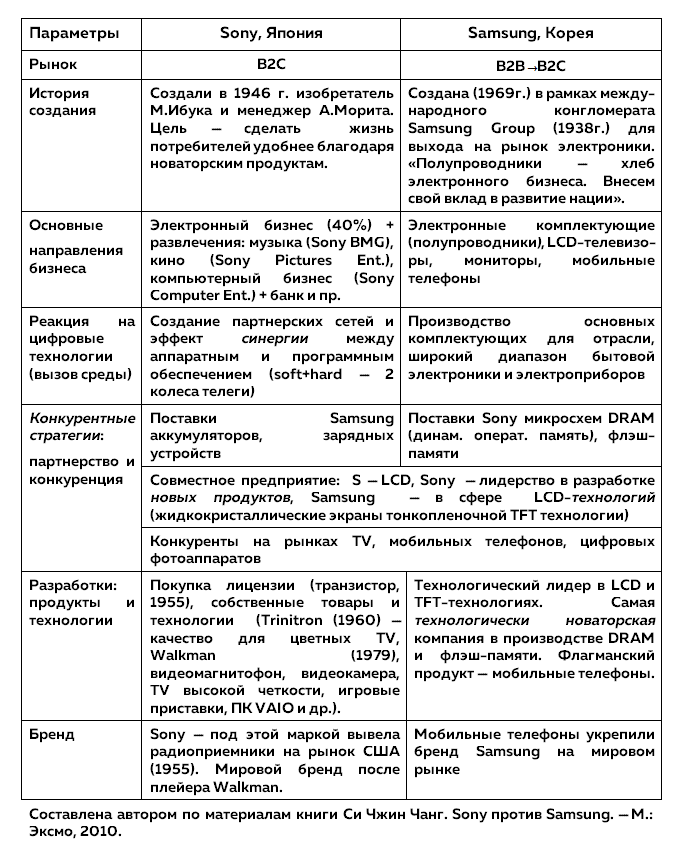 Параметры
Sony, Япония
Samsung, Корея
Рынок
B2C
B2B→B2C
История
создания
Создали в 1946 г. изобретатель
М.Ибука и менеджер А.Морита.
Цель – сделать жизнь
потребителей удобнее благодаря
новаторским продуктам.
Создана (1969г.) в рамках между-
народного конгломерата
Samsung Group (1938г.) для
выхода на рынок электроники.
«Полупроводники – хлеб
электронного бизнеса. Внесем
свой вклад в развитие нации».
Основные
направления
бизнеса
Электронный бизнес (40%) +
развлечения: музыка (Sony BMG),
кино (Sony Pictures Ent.),
компьютерный бизнес (Sony
Computer Ent.) + банк и пр.
Электронные комплектующие
(полупроводники), LCD-телевизо-
ры, мониторы, мобильные
телефоны
Реакция на
цифровые
технологии
(вызов среды)
Создание партнерских сетей и
эффект синергии между
аппаратным и программным
обеспечением (soft+hard – 2
колеса телеги)
Производство основных
комплектующих для отрасли,
широкий диапазон бытовой
электроники и электроприборов
Конкурентные
стратегии:
партнерство и
конкуренция
Поставки Samsung
аккумуляторов, зарядных
устройств
Поставки Sony микросхем DRAM
(динам. операт. память), флэш-
памяти
Совместное предприятие: S – LCD, Sony – лидерство в разработке
новых продуктов, Samsung – в сфере LCD-технологий
(жидкокристаллические экраны тонкопленочной TFT технологии)
Конкуренты на рынках TV, мобильных телефонов, цифровых
фотоаппаратов
Разработки:
продукты и
технологии
Покупка лицензии (транзистор,
1955), собственные товары и
технологии (Trinitron (1960) –
качество для цветных TV,
Walkman (1979),
видеомагнитофон, видеокамера,
TV высокой четкости, игровые
приставки, ПК VAIO и др.).
Технологический лидер в LCD и
TFT-технологиях. Самая
технологически новаторская
компания в производстве DRAM
и флэш-памяти. Флагманский
продукт – мобильные телефоны.
Бренд
Sony – под этой маркой вывела
радиоприемники на рынок США
(1955). Мировой бренд после
плейера Walkman.
Мобильные телефоны укрепили
бренд Samsung на мировом
рынке
Составлена автором по материалам книги Си Чжин Чанг. Sony против Samsung. – М.:
Эксмо, 2010.